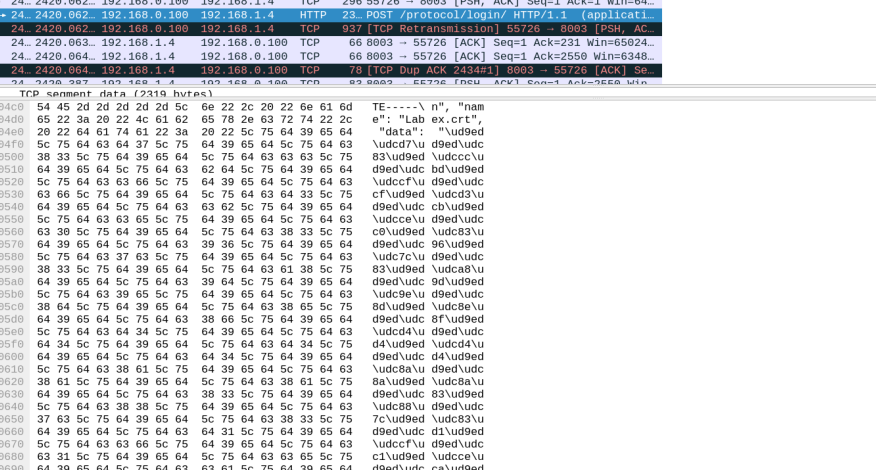 24… 2420.062… 192.168.0.100 192.168.1.4 TCP 296 55726 → 8003 [PSH, ACK] Seq=1 Ack=1 Win=64…
24… 2420.062… 192.168.0.100 192.168.1.4 HTTP 23… POST /protocol/login/ HTTP/1.1 (applicati…
24… 2420.062… 192.168.0.100 192.168.1.4 TCP 937 [TCP Retransmission] 55726 → 8003 [PSH, AC…
24… 2420.063… 192.168.1.4 192.168.0.100 TCP 66 8003 → 55726 [ACK] Seq=1 Ack=231 Win=65024…
24… 2420.064… 192.168.1.4 192.168.0.100 TCP 66 8003 → 55726 [ACK] Seq=1 Ack=2550 Win=6348…
24… 2420.064… 192.168.1.4 192.168.0.100 TCP 78 [TCP Dup ACK 2434#1] 8003 → 55726 [ACK] Se…
24… 2420.387… 192.168.1.4 192.168.0.100 TCP 83 8003 → 55726 [PSH, ACK] Seq=1 Ack=2550 Win…
TCP segment data (2319 bytes)
04c0 54 45 2d 2d 2d 2d 2d 5c 6e 22 2c 20 22 6e 61 6d TE-----\ n", "nam
04d0 65 22 3a 20 22 4c 61 62 65 78 2e 63 72 74 22 2c e": "Lab ex.crt",
04e0 20 22 64 61 74 61 22 3a 20 22 5c 75 64 39 65 64 "data": "\ud9ed
04f0 5c 75 64 63 64 37 5c 75 64 39 65 64 5c 75 64 63 \udcd7\u d9ed\udc
0500 38 33 5c 75 64 39 65 64 5c 75 64 63 63 63 5c 75 83\ud9ed \udccc\u
0510 64 39 65 64 5c 75 64 63 62 64 5c 75 64 39 65 64 d9ed\udc bd\ud9ed
0520 5c 75 64 63 63 66 5c 75 64 39 65 64 5c 75 64 63 \udccf\u d9ed\udc
0530 63 66 5c 75 64 39 65 64 5c 75 64 63 64 33 5c 75 cf\ud9ed \udcd3\u
0540 64 39 65 64 5c 75 64 63 63 62 5c 75 64 39 65 64 d9ed\udc cb\ud9ed
0550 5c 75 64 63 63 65 5c 75 64 39 65 64 5c 75 64 63 \udcce\u d9ed\udc
0560 63 30 5c 75 64 39 65 64 5c 75 64 63 38 33 5c 75 c0\ud9ed \udc83\u
0570 64 39 65 64 5c 75 64 63 39 36 5c 75 64 39 65 64 d9ed\udc 96\ud9ed
0580 5c 75 64 63 37 63 5c 75 64 39 65 64 5c 75 64 63 \udc7c\u d9ed\udc
0590 38 33 5c 75 64 39 65 64 5c 75 64 63 61 38 5c 75 83\ud9ed \udca8\u
05a0 64 39 65 64 5c 75 64 63 39 64 5c 75 64 39 65 64 d9ed\udc 9d\ud9ed
05b0 5c 75 64 63 39 65 5c 75 64 39 65 64 5c 75 64 63 \udc9e\u d9ed\udc
05c0 38 64 5c 75 64 39 65 64 5c 75 64 63 38 65 5c 75 8d\ud9ed \udc8e\u
05d0 64 39 65 64 5c 75 64 63 38 66 5c 75 64 39 65 64 d9ed\udc 8f\ud9ed
05e0 5c 75 64 63 64 34 5c 75 64 39 65 64 5c 75 64 63 \udcd4\u d9ed\udc
05f0 64 34 5c 75 64 39 65 64 5c 75 64 63 64 34 5c 75 d4\ud9ed \udcd4\u
0600 64 39 65 64 5c 75 64 63 64 34 5c 75 64 39 65 64 d9ed\udc d4\ud9ed
0610 5c 75 64 63 38 61 5c 75 64 39 65 64 5c 75 64 63 \udc8a\u d9ed\udc
0620 38 61 5c 75 64 39 65 64 5c 75 64 63 38 61 5c 75 8a\ud9ed \udc8a\u
0630 64 39 65 64 5c 75 64 63 38 33 5c 75 64 39 65 64 d9ed\udc 83\ud9ed
0640 5c 75 64 63 38 38 5c 75 64 39 65 64 5c 75 64 63 \udc88\u d9ed\udc
0650 37 63 5c 75 64 39 65 64 5c 75 64 63 38 33 5c 75 7c\ud9ed \udc83\u
0660 64 39 65 64 5c 75 64 63 64 31 5c 75 64 39 65 64 d9ed\udc d1\ud9ed
0670 5c 75 64 63 63 66 5c 75 64 39 65 64 5c 75 64 63 \udccf\u d9ed\udc
0680 63 31 5c 75 64 39 65 64 5c 75 64 63 63 65 5c 75 c1\ud9ed \udcce\u
0690 64 39 65 64 5c 75 64 63 63 61 5c 75 64 39 65 64 d9ed\udc ca\ud9ed